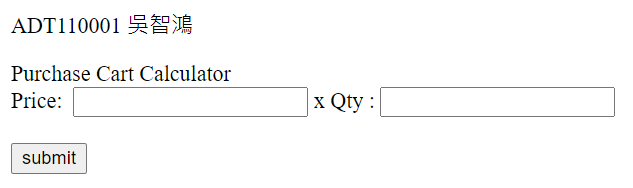 ADT110001 吳智鴻
Purchase Cart Calculator
Price: x Qty :
submit